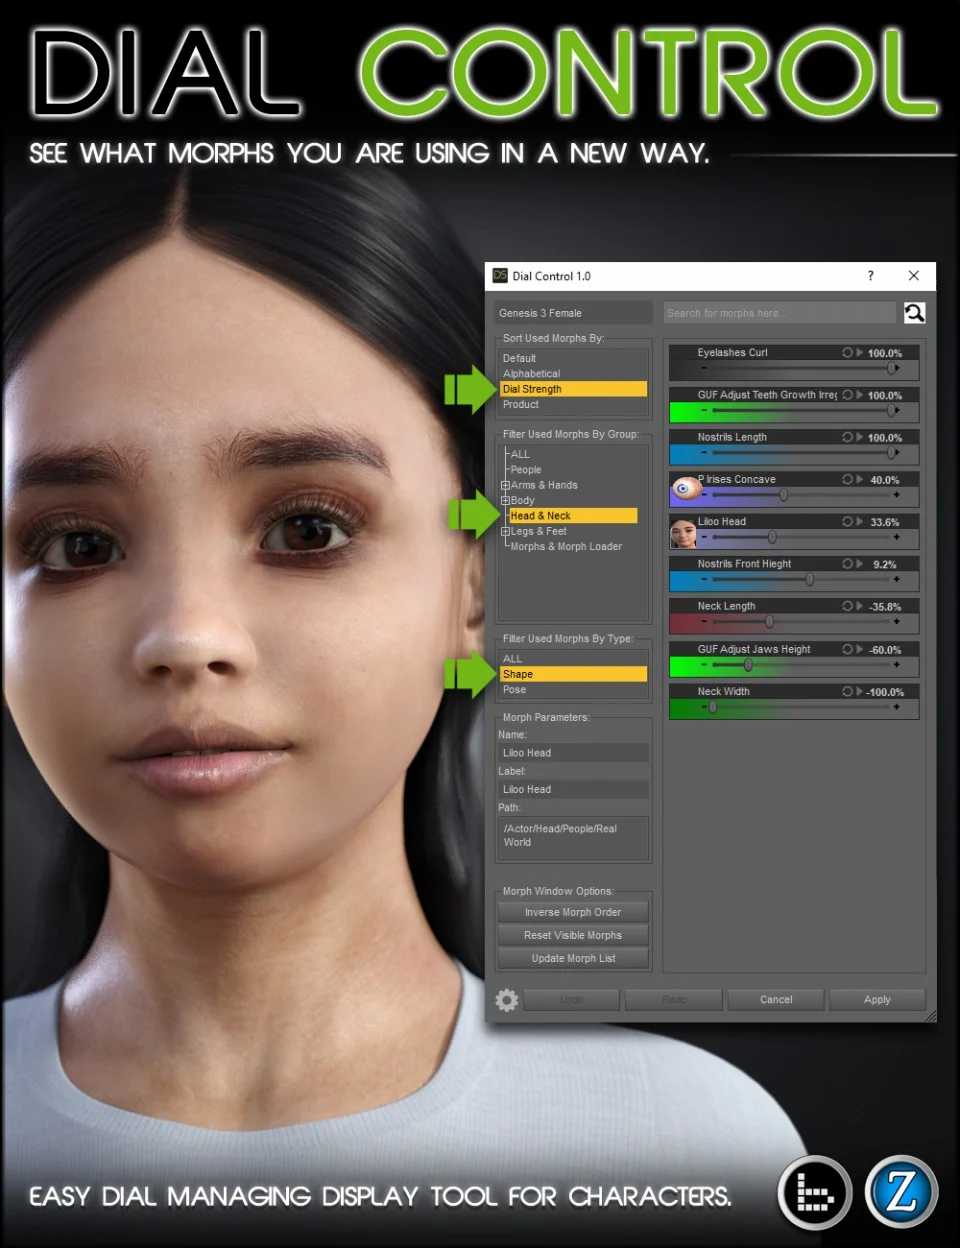 DIAL CONTROL
SEE WHAT MORPHS YOU ARE USING IN A NEW WAY.
DS Dial Control 1.0 ?
Genesis 3 Female
Search for morphs here...
Sort Used Morphs By:
Default
Alphabetical
Dial Strength
Product
Filter Used Morphs By Group:
ALL
People
Arms & Hands
Body
Head & Neck
Legs & Feet
Morphs & Morph Loader
Filter Used Morphs By Type:
ALL
Shape
Pose
Morph Parameters:
Name:
Liloo Head
Label:
Liloo Head
Path:
/Actor/Head/People/Real
World
Morph Window Options:
Inverse Morph Order
Reset Visible Morphs
Update Morph List
Eyelashes Curl 100.0%
GUF Adjust Teeth Growth Irreg 100.0%
Nostrils Length 100.0%
P Irises Concave 40.0%
Liloo Head 33.6%
Nostrils Front Hieght 9.2%
Neck Length -35.8%
GUF Adjust Jaws Height -60.0%
Neck Width -100.0%
Undo Redo Cancel Apply
EASY DIAL MANAGING DISPLAY TOOL FOR CHARACTERS.
Z